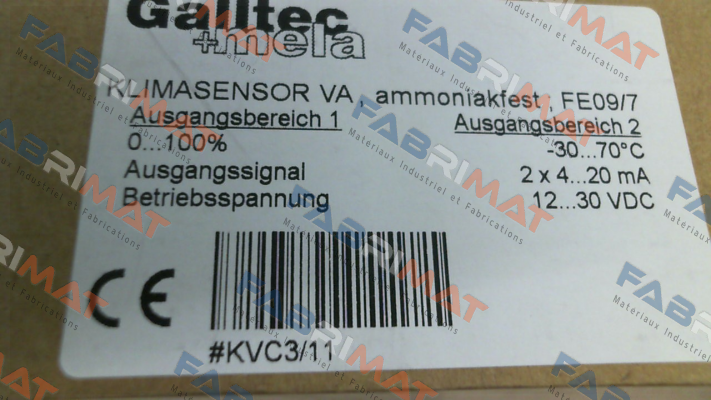 Galltec
+mela
KLIMASENSOR VA, ammoniakfest, FE09/7
Ausgangsbereich 1 Ausgangsbereich 2
0...100% -30...70°C
Ausgangssignal 2 x 4...20 mA
Betriebsspannung 12...30 VDC
CE
#KVC3/11
FABRIMAT
Matériaux Industriel et Fabrications